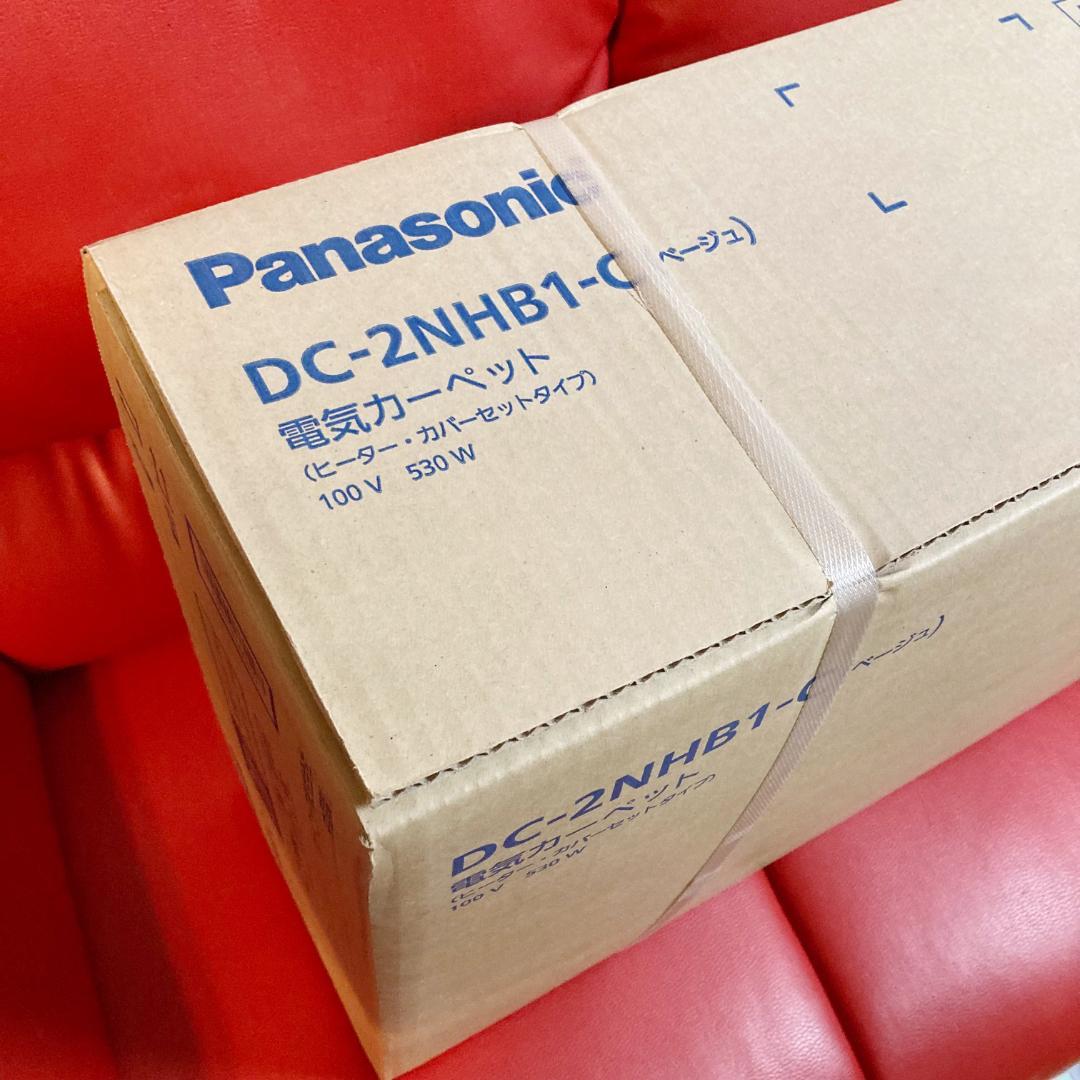 Panasonic
DC-2NHB1-C ベージュ)
電気カーペット
(ヒーター・カバーセットタイプ)
100 V 530 W
DC-2NHB1-C ベージュ)
電気カーペット
(ヒーター・カバーセットタイプ)
100 V 530 W